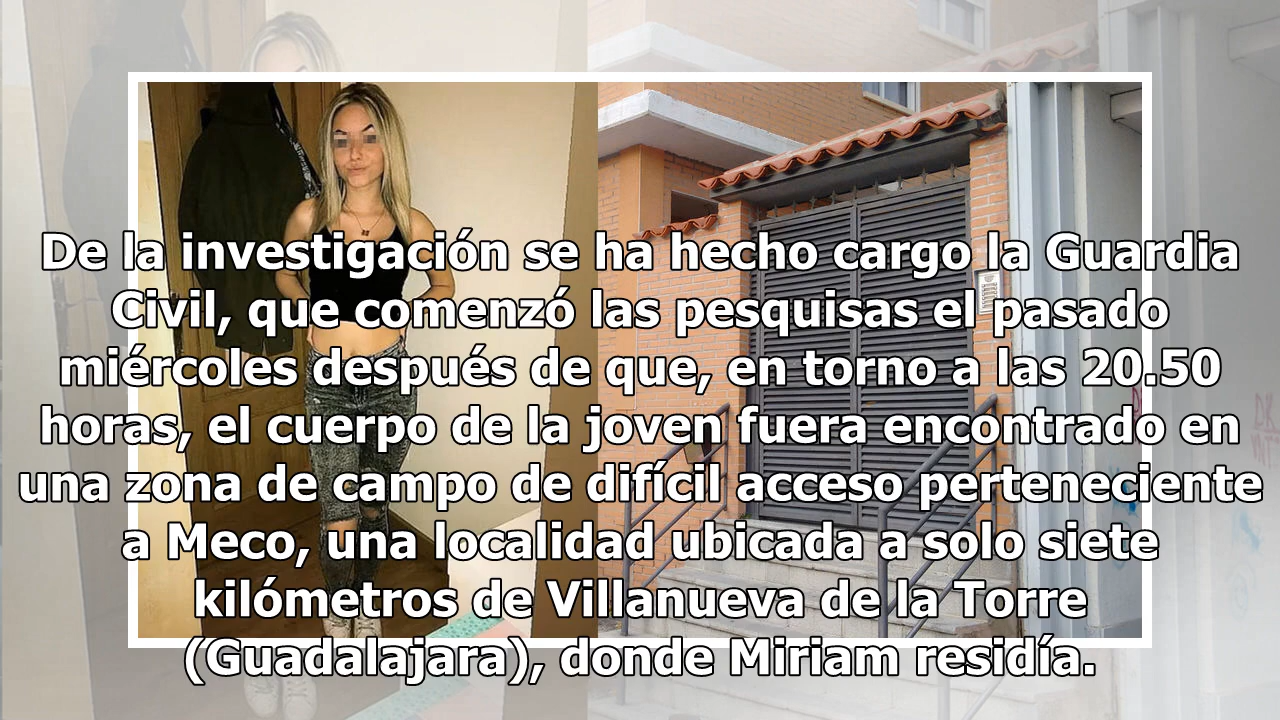 De la investigación se ha hecho cargo la Guardia
Civil, que comenzó las pesquisas el pasado
miércoles después de que, en torno a las 20.50
horas, el cuerpo de la joven fuera encontrado en
una zona de campo de difícil acceso perteneciente
a Meco, una localidad ubicada a solo siete
kilómetros de Villanueva de la Torre
(Guadalajara), donde Miriam residía.